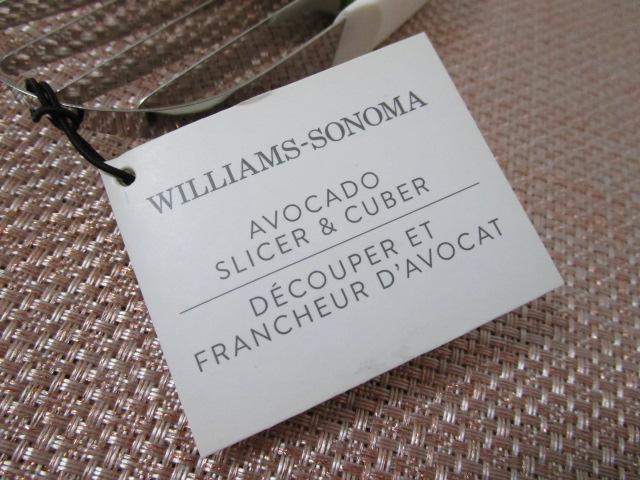 WILLIAMS-SONOMA
AVOCADO
SLICER & CUBER
DÉCOUPER ET
FRANCHEUR D'AVOCAT